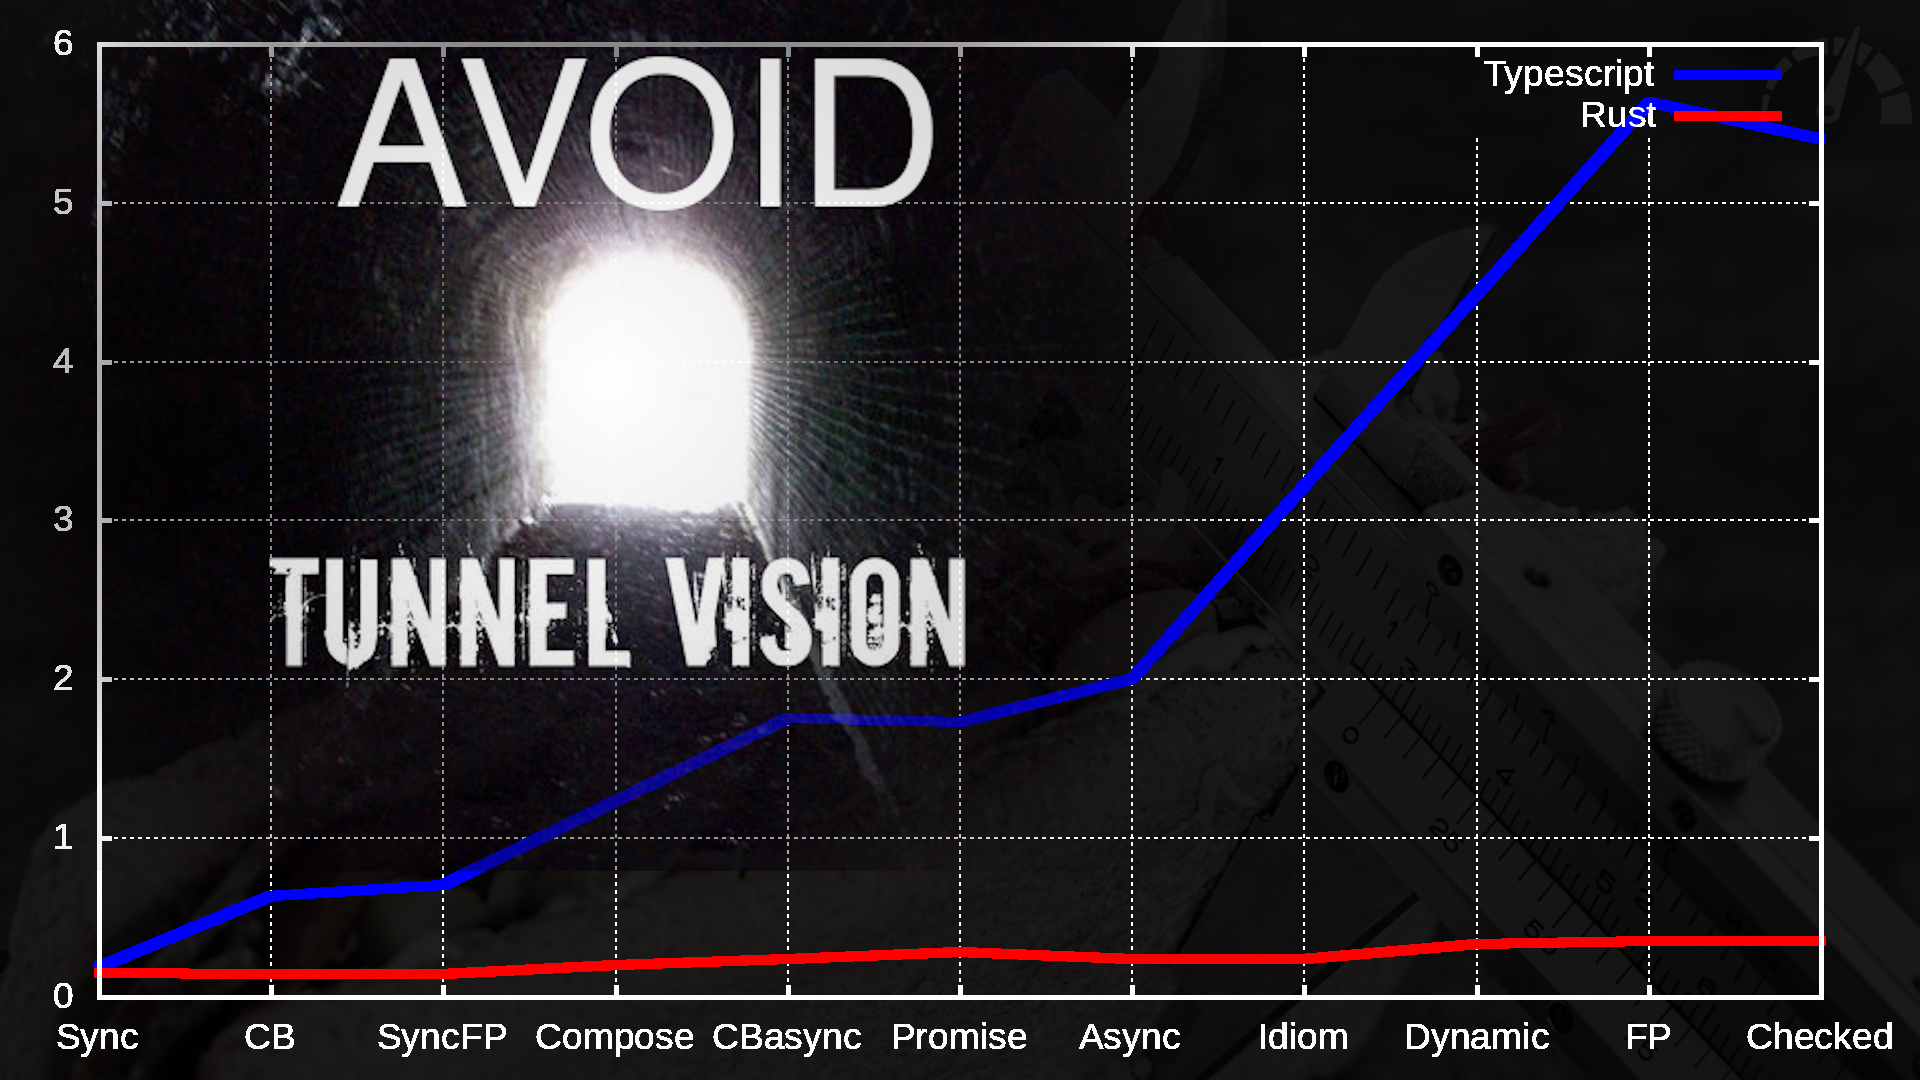 AVOID
TUNNEL VISION
Typescript
Rust
6
5
4
3
2
1
0
Sync CB SyncFP Compose CBasync Promise Async Idiom Dynamic FP Checked